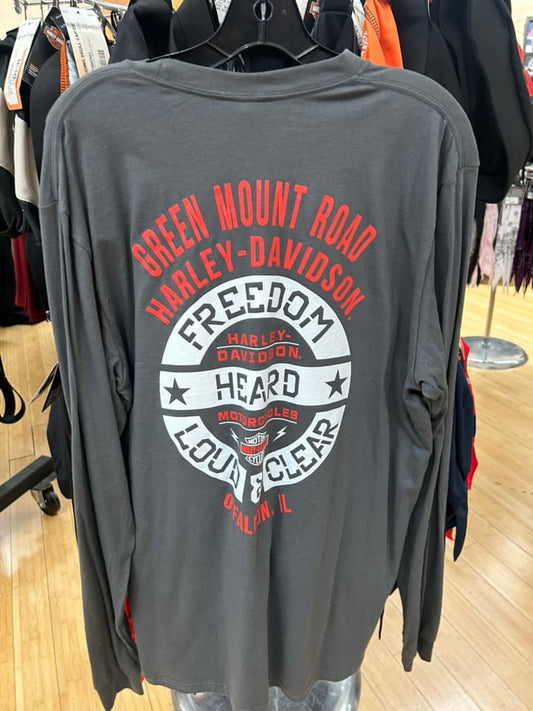 GREEN MOUNT ROAD
HARLEY-DAVIDSON.
FREEDOM
HARLEY-
DAVIDSON.
HEARD
MOTORCYCLES
LOUD & CLEAR
O'FALLON, IL